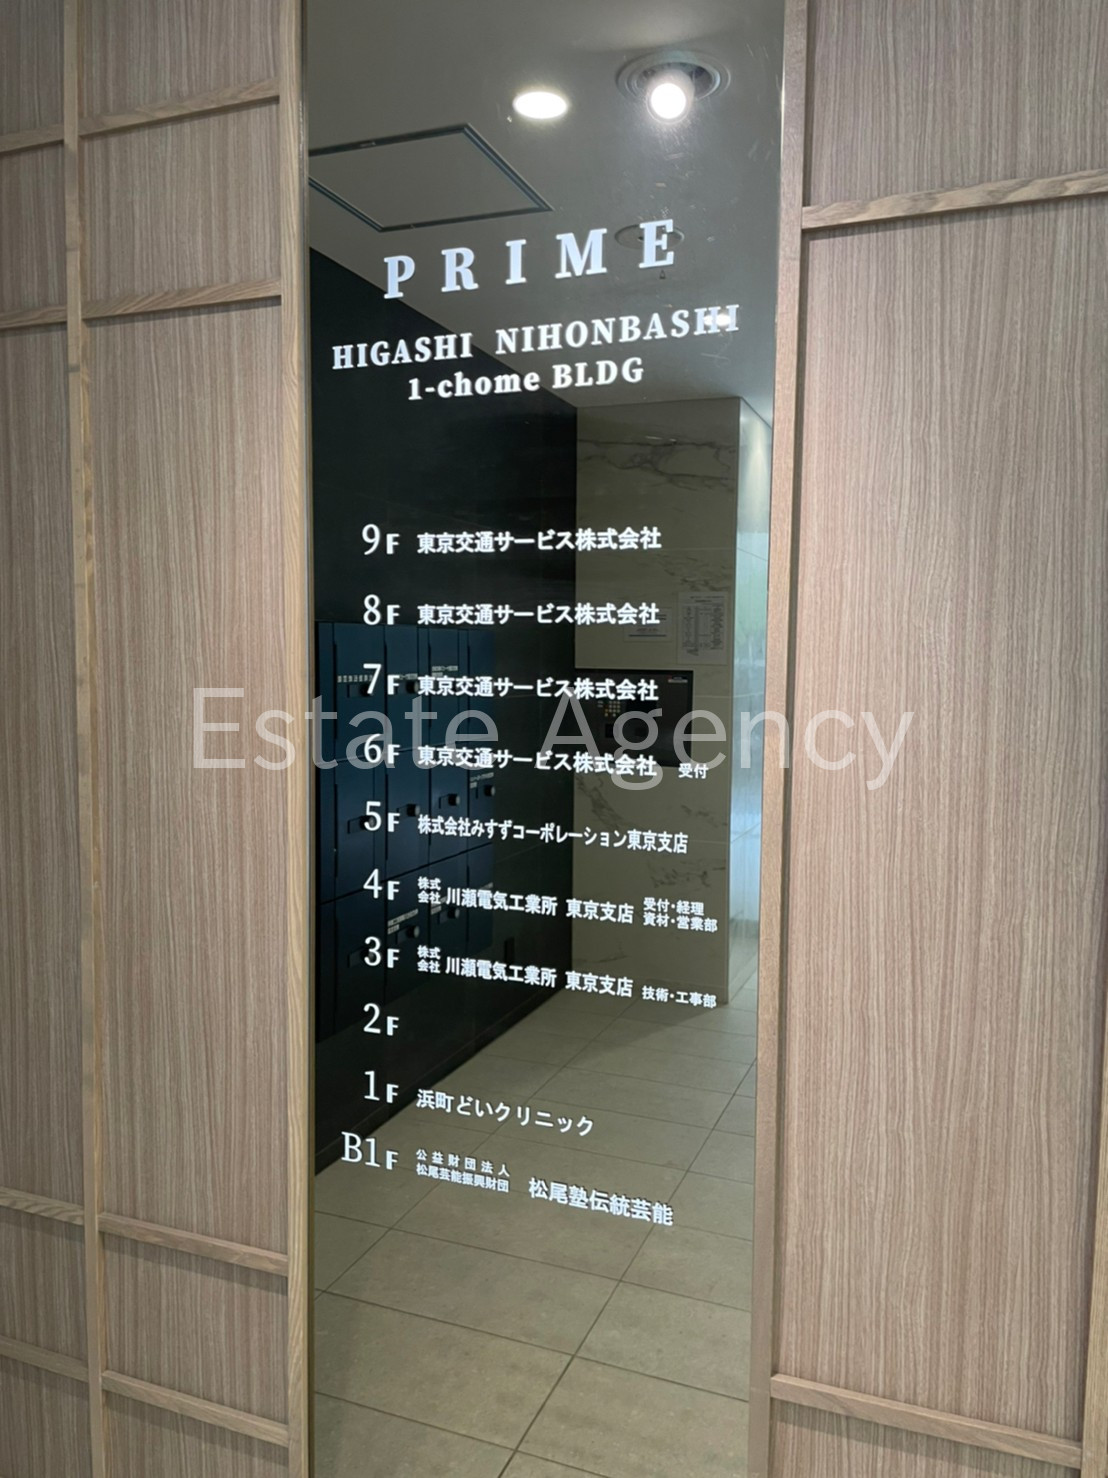 PRIME
HIGASHI NIHONBASHI
1-chome BLDG
9F 東京交通サービス株式会社
8F 東京交通サービス株式会社
7F 東京交通サービス株式会社
Estate Agency
6F 東京交通サービス株式会社 受付
5F 株式会社みすずコーポレーション東京支店
4F 株式会社 川瀬電気工業所 東京支店 受付・経理 資材・営業部
3F 株式会社 川瀬電気工業所 東京支店 技術・工事部
2F
1F 浜町どいクリニック
B1F 公益財団法人 松尾芸能振興財団 松尾塾伝統芸能